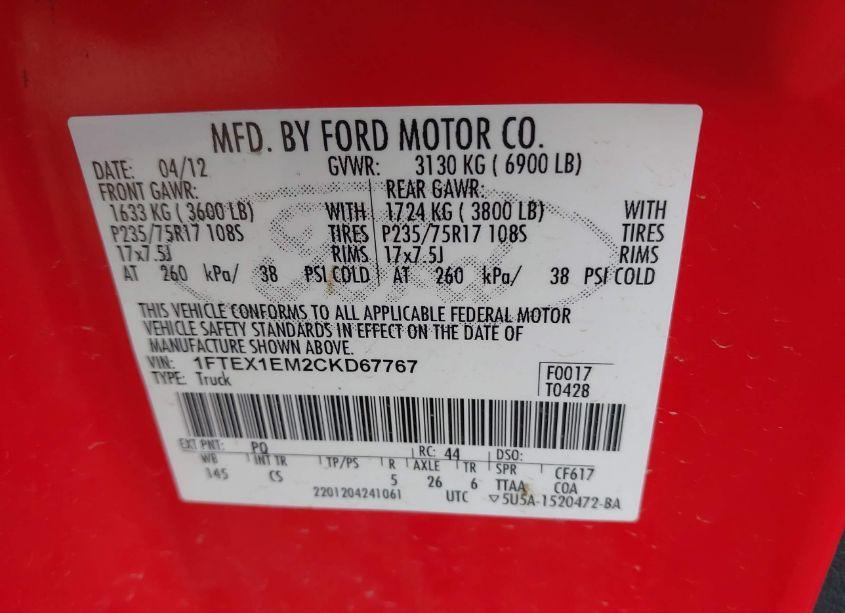 MFD. BY FORD MOTOR CO.
DATE: 04/12 GVWR: 3130 KG ( 6900 LB)
FRONT GAWR: REAR GAWR:
1633 KG ( 3600 LB) WITH 1724 KG ( 3800 LB) WITH
P235/75R17 108S TIRES P235/75R17 108S TIRES
17x7.5J RIMS 17x7.5J RIMS
AT 260 kPa/ 38 PSI COLD AT 260 kPa/ 38 PSI COLD
THIS VEHICLE CONFORMS TO ALL APPLICABLE FEDERAL MOTOR
VEHICLE SAFETY STANDARDS IN EFFECT ON THE DATE OF
MANUFACTURE SHOWN ABOVE.
VIN: 1FTEX1EM2CKD67767 F0017
TYPE: Truck T0428
EXT PNT: PQ RC: 44 DSO:
WB INT TR TP/PS R AXLE TR SPR CF617
145 CS 5 26 6 TTAA COA
2201204241061 UTC ▽5U5A-1520472-BA